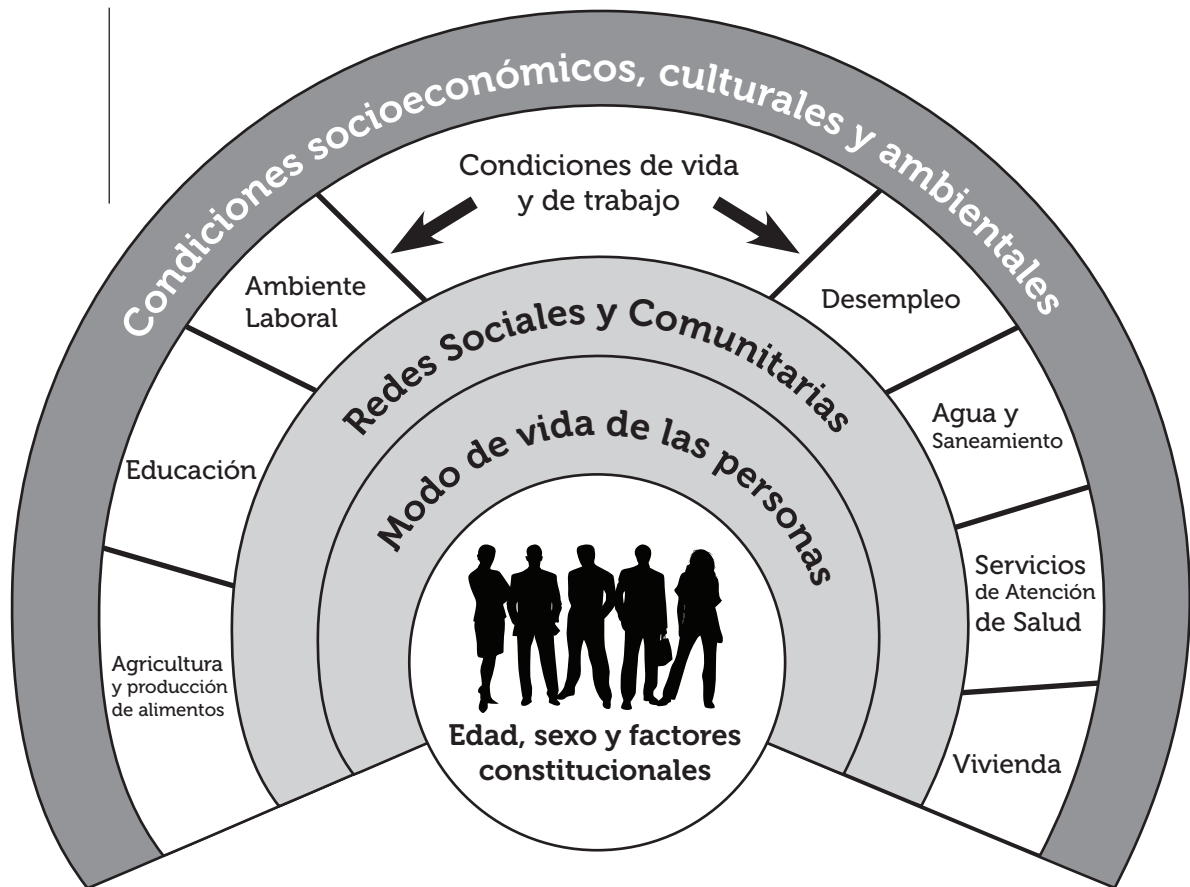 Condiciones socioeconómicos, culturales y ambientales
Condiciones de vida
y de trabajo
Ambiente
Laboral
Desempleo
Redes Sociales y Comunitarias
Educación
Agua y
Saneamiento
Modo de vida de las personas
Servicios
de Atención
de Salud
Agricultura
y producción
de alimentos
Vivienda
Edad, sexo y factores
constitucionales